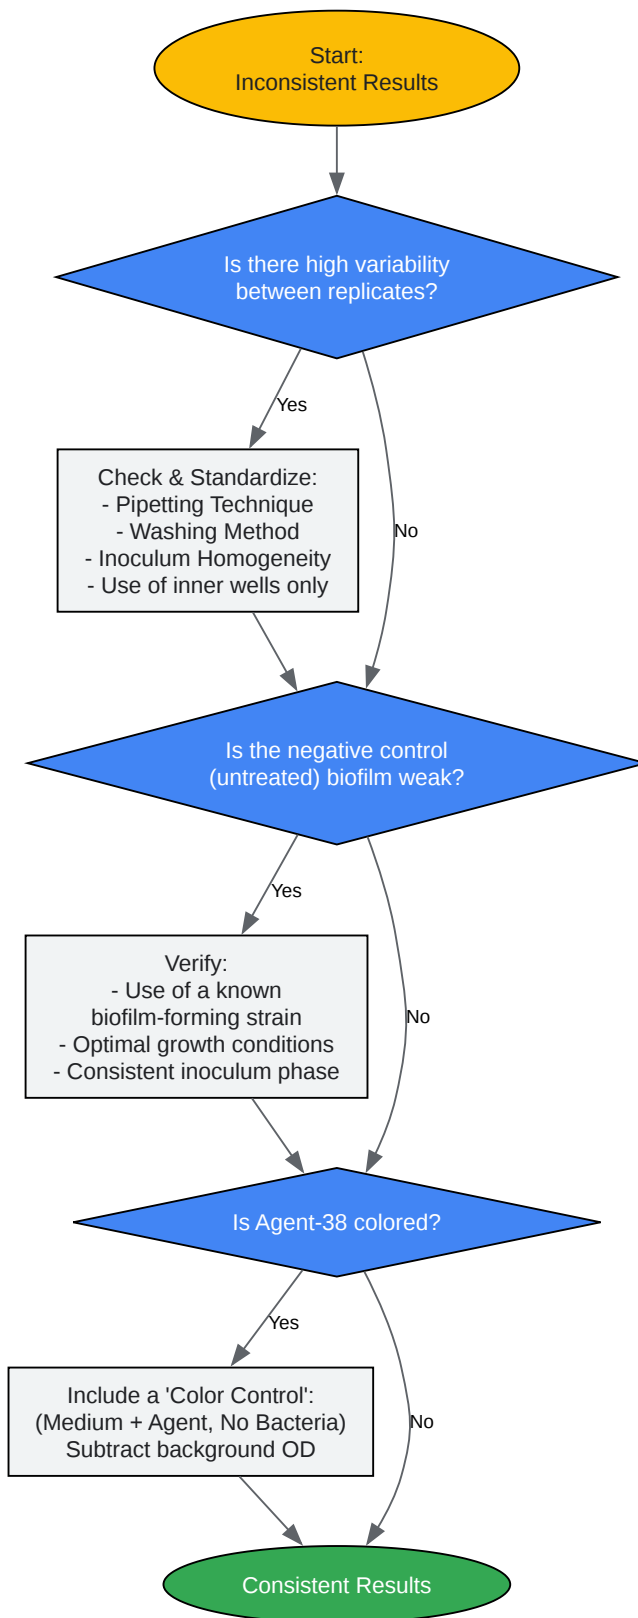 Start:
Inconsistent Results
Is there high variability
between replicates?
Yes
No
Check & Standardize:
- Pipetting Technique
- Washing Method
- Inoculum Homogeneity
- Use of inner wells only
Is the negative control
(untreated) biofilm weak?
Yes
No
Verify:
- Use of a known
biofilm-forming strain
- Optimal growth conditions
- Consistent inoculum phase
Is Agent-38 colored?
Yes
No
Include a 'Color Control':
(Medium + Agent, No Bacteria)
Subtract background OD
Consistent Results